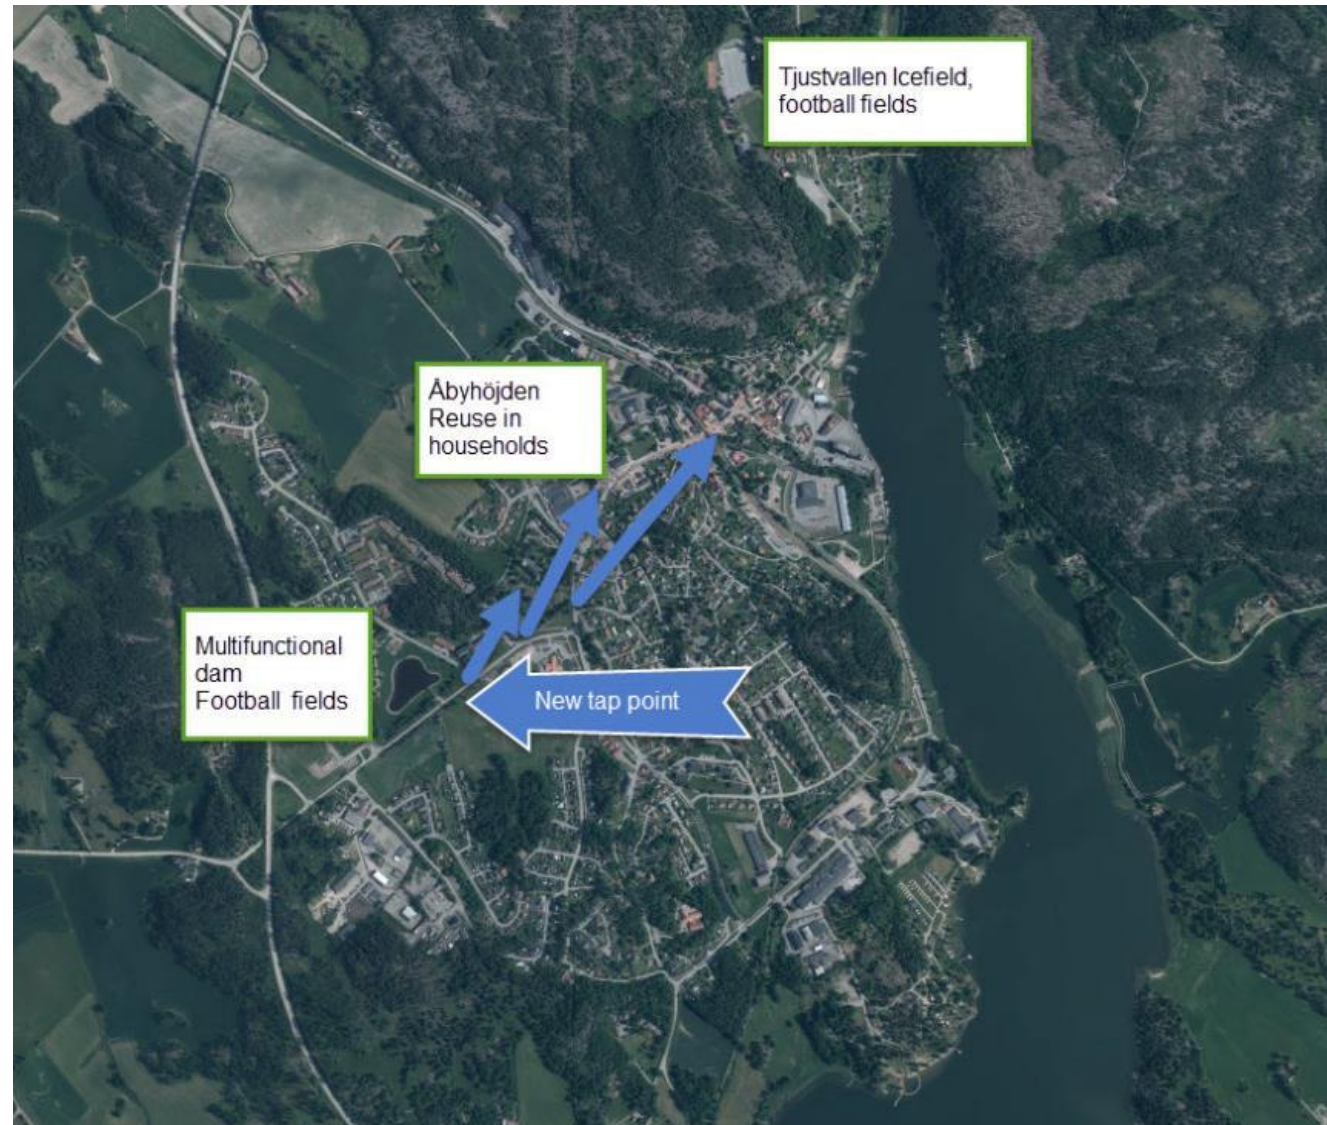 Tjustvallen Icefield,
football fields
Åbyhöjden
Reuse in
households
Multifunctional
dam
Football fields
New tap point